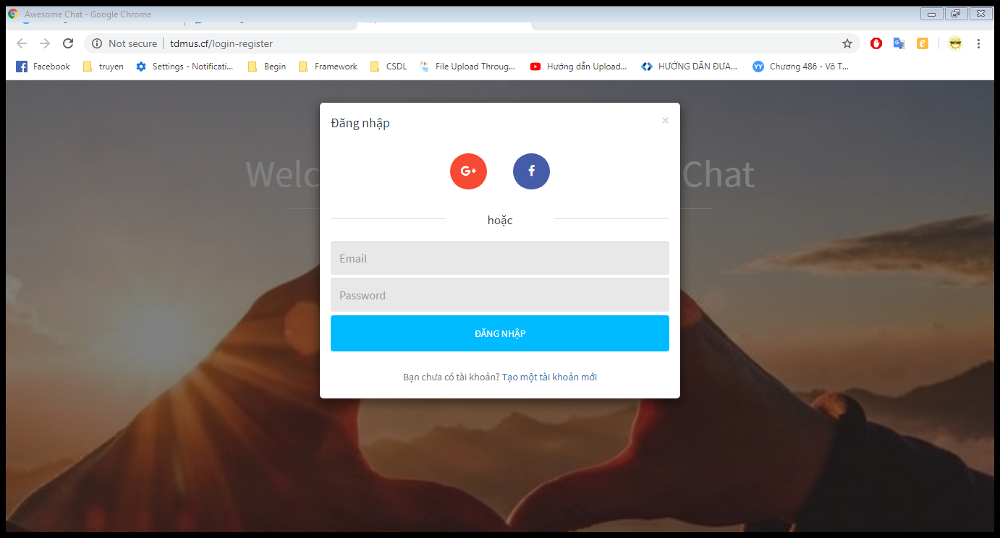 Awesome Chat - Google Chrome
Not secure | tdmus.cf/login-register
Facebook truyen Settings - Notificati... Begin Framework CSDL File Upload Throug... Hướng dẫn Upload... HƯỚNG DẪN ĐƯA... Chương 486 - Võ T...
Đăng nhập ×
G+ f
Welc Chat
hoặc
Email
Password
ĐĂNG NHẬP
Bạn chưa có tài khoản? Tạo một tài khoản mới